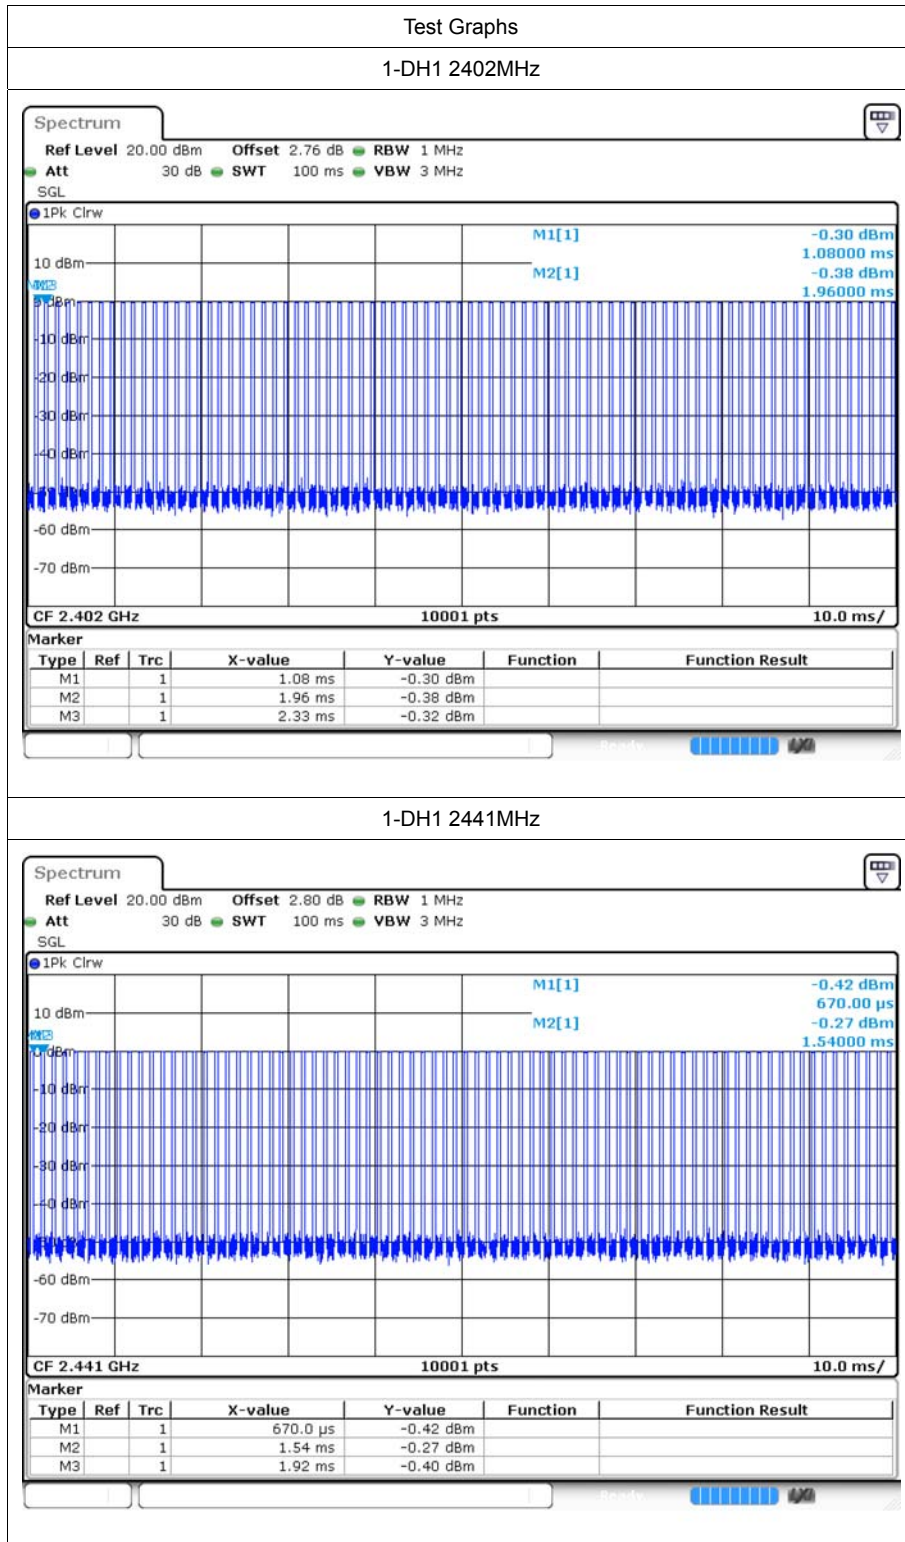 Test Graphs
1-DH1 2402MHz
Spectrum
Ref Level 20.00 dBm Offset 2.76 dB RBW 1 MHz
Att 30 dB SWT 100 ms VBW 3 MHz
SGL
1Pk Clrw
M1[1] -0.30 dBm
1.08000 ms
10 dBm
M2[1] -0.38 dBm
1.96000 ms
0 dBm
-10 dBm
-20 dBm
-30 dBm
-40 dBm
-60 dBm
-70 dBm
CF 2.402 GHz 10001 pts 10.0 ms/
Marker
Type Ref Trc X-value Y-value Function Function Result
M1 1 1.08 ms -0.30 dBm
M2 1 1.96 ms -0.38 dBm
M3 1 2.33 ms -0.32 dBm
Ready
1-DH1 2441MHz
Spectrum
Ref Level 20.00 dBm Offset 2.80 dB RBW 1 MHz
Att 30 dB SWT 100 ms VBW 3 MHz
SGL
1Pk Clrw
M1[1] -0.42 dBm
670.00 µs
10 dBm
M2[1] -0.27 dBm
1.54000 ms
0 dBm
-10 dBm
-20 dBm
-30 dBm
-40 dBm
-60 dBm
-70 dBm
CF 2.441 GHz 10001 pts 10.0 ms/
Marker
Type Ref Trc X-value Y-value Function Function Result
M1 1 670.0 µs -0.42 dBm
M2 1 1.54 ms -0.27 dBm
M3 1 1.92 ms -0.40 dBm
Ready